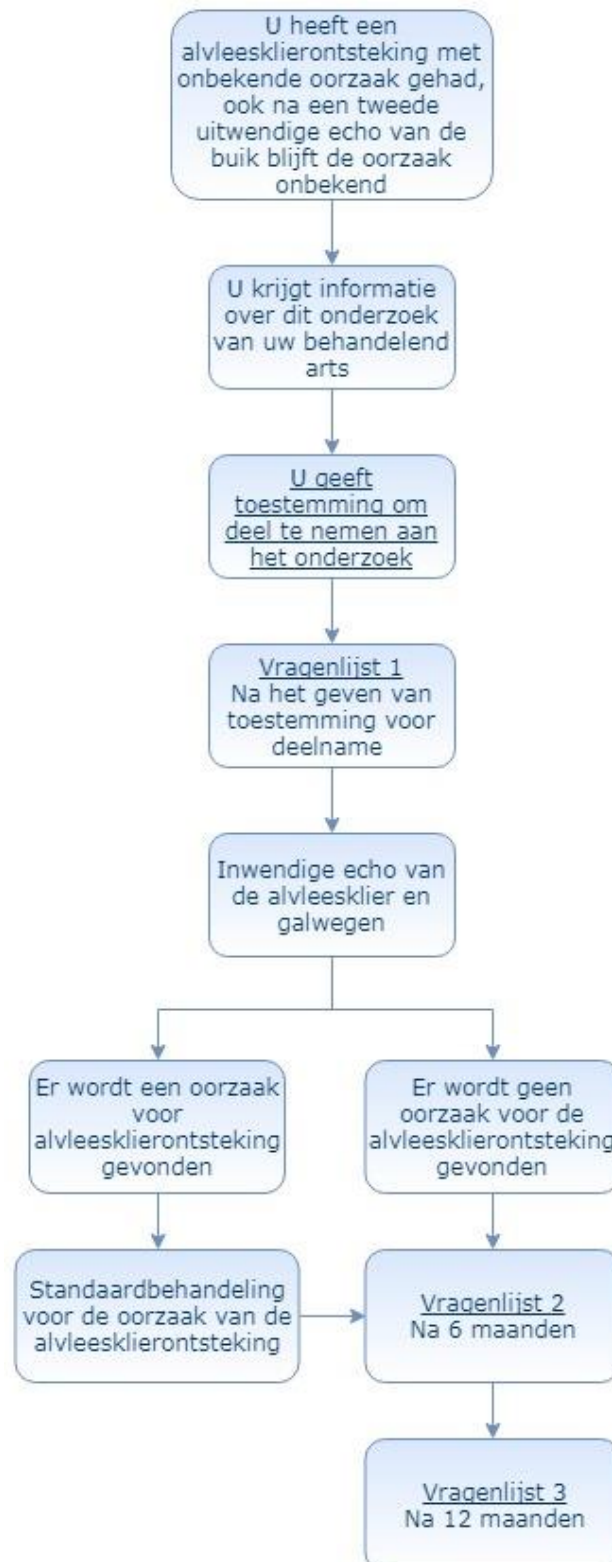 U heeft een
alvleesklierontsteking met
onbekende oorzaak gehad,
ook na een tweede
uitwendige echo van de
buik blijft de oorzaak
onbekend
U krijgt informatie
over dit onderzoek
van uw behandelend
arts
U geeft
toestemming om
deel te nemen aan
het onderzoek
Vragenlijst 1
Na het geven van
toestemming voor
deelname
Inwendige echo van
de alvleesklier en
galwegen
Er wordt een oorzaak
voor
alvleesklierontsteking
gevonden
Er wordt geen
oorzaak voor de
alvleesklierontsteking
gevonden
Standaardbehandeling
voor de oorzaak van de
alvleesklierontsteking
Vragenlijst 2
Na 6 maanden
Vragenlijst 3
Na 12 maanden